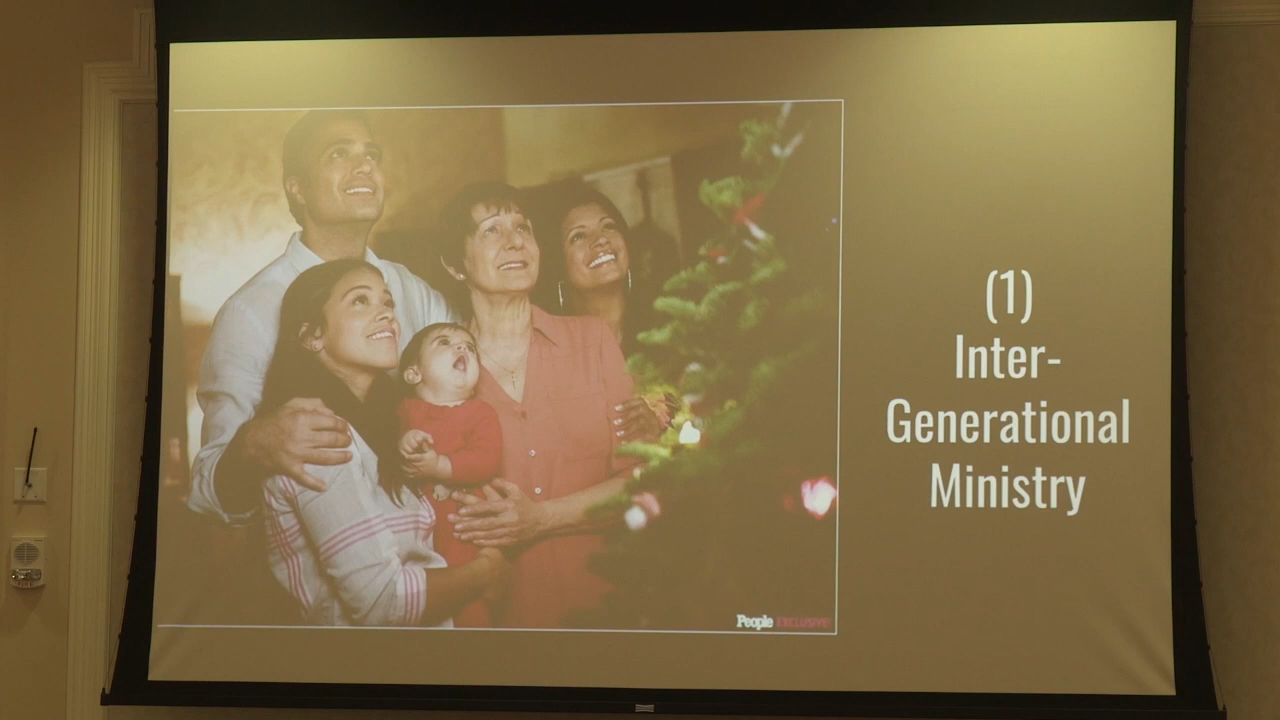 (1)
Inter-
Generational
Ministry
People EXCLUSIVE